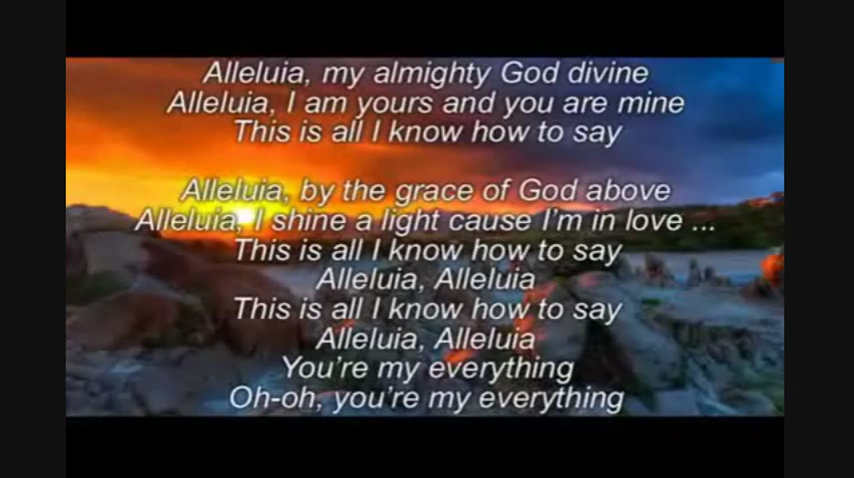 Alleluia, my almighty God divine
Alleluia, I am yours and you are mine
This is all I know how to say
Alleluia, by the grace of God above
Alleluia, I shine a light cause I'm in love ...
This is all I know how to say
Alleluia, Alleluia
This is all I know how to say
Alleluia, Alleluia
You're my everything
Oh-oh, you're my everything